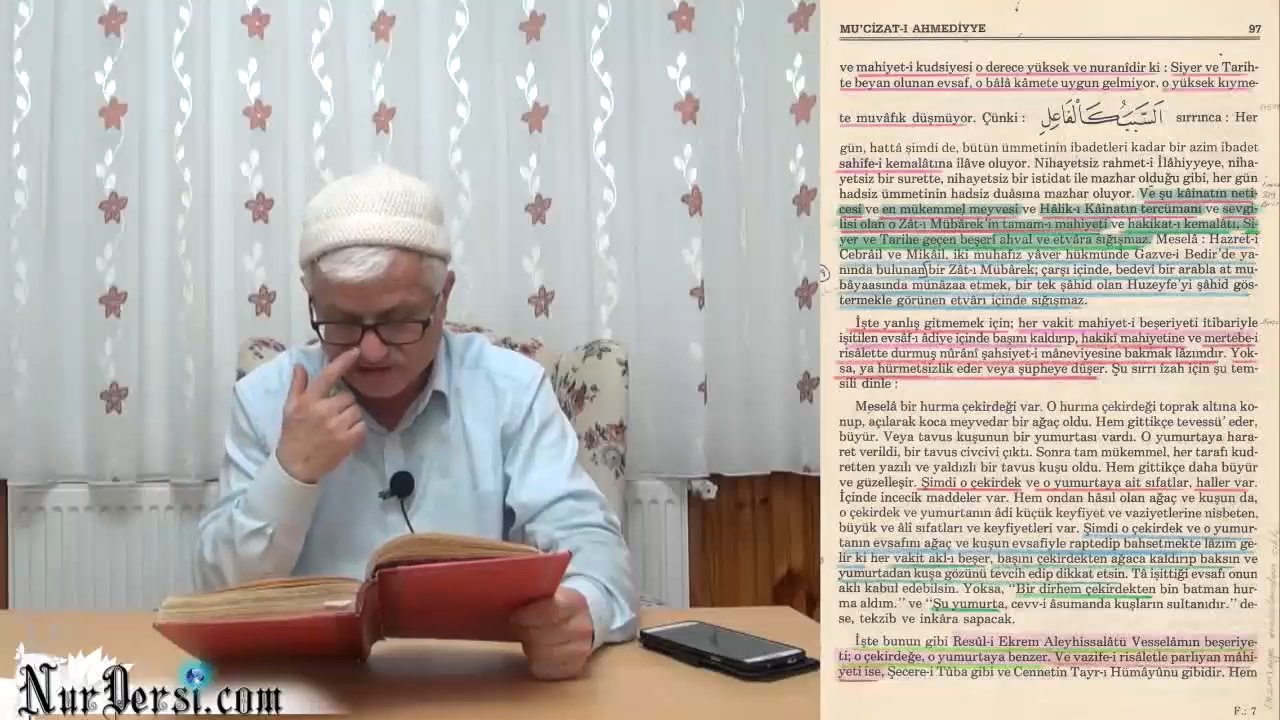 MU'CİZAT-I AHMEDİYYE 97
ve mahiyet-i kudsiyesi o derece yüksek ve nuranîdir ki : Siyer ve Tarih-
te beyan olunan evsaf, o bâlâ kâmete uygun gelmiyor. o yüksek kıyme-
te muvâfık düşmüyor. Çünki : اَلسَّبَبُ كَالْفَاعِلِ sırrınca : Her
gün, hattâ şimdi de, bütün ümmetinin ibadetleri kadar bir azim ibadet
sahife-i kemalâtına ilâve oluyor. Nihayetsiz rahmet-i İlâhiyyeye, niha-
yetsiz bir surette, nihayetsiz bir istidat ile mazhar olduğu gibi, her gün
hadsiz ümmetinin hadsiz duâsına mazhar oluyor. Ve şu kâinatın neti-
cesi ve en mükemmel meyvesi ve Hâlik-ı Kâinatın tercümanı ve sevgi-
lisi olan o Zât-ı Mübârek'in tamam-ı mahiyeti ve hakikat-ı kemalâtı, Si-
yer ve Tarihe geçen beşerî ahval ve etvâra sığışmaz. Meselâ : Hazret-i
Cebrâil ve Mikâil, iki muhafız yâver hükmünde Gazve-i Bedir'de ya-
nında bulunan bir Zât-ı Mübarek; çarşı içinde, bedevî bir arabla at mu-
bâyaasında münâzaa etmek, bir tek şâhid olan Huzeyfe'yi şâhid gös-
termekle görünen etvârı içinde sığışmaz.
İşte yanlış gitmemek için; her vakit mahiyet-i beşeriyeti itibariyle
işitilen evsâf-ı âdiye içinde başını kaldırıp, hakikî mahiyetine ve mertebe-i
risâlette durmuş nûrânî şahsiyet-i mâneviyesine bakmak lâzımdır. Yok-
sa, ya hürmetsizlik eder veya şüpheye düşer. Şu sırrı izah için şu tem-
sili dinle :
Meselâ bir hurma çekirdeği var. O hurma çekirdeği toprak altına ko-
nup, açılarak koca meyvedar bir ağaç oldu. Hem gittikçe tevessü' eder,
büyür. Veya tavus kuşunun bir yumurtası vardı. O yumurtaya hara-
ret verildi, bir tavus civcivi çıktı. Sonra tam mükemmel, her tarafı kud-
retten yazılı ve yaldızlı bir tavus kuşu oldu. Hem gittikçe daha büyür
ve güzelleşir. Şimdi o çekirdek ve o yumurtaya ait sıfatlar, haller var.
İçinde incecik maddeler var. Hem ondan hâsıl olan ağaç ve kuşun da,
o çekirdek ve yumurtanın âdi küçük keyfiyet ve vaziyetlerine nisbeten,
büyük ve âli sıfatları ve keyfiyetleri var. Şimdi o çekirdek ve o yumur-
tanın evsafını ağaç ve kuşun evsafiyle raptedip bahsetmekte lâzım ge-
lir ki her vakit akl-ı beşer, başını çekirdekten ağaca kaldırıp baksın ve
yumurtadan kuşa gözünü tevcih edip dikkat etsin. Tâ işittiği evsafı onun
aklı kabul edebilsin. Yoksa, "Bir dirhem çekirdekten bin batman hur-
ma aldım." ve "Şu yumurta, cevv-i âsumanda kuşların sultanıdır." de-
se, tekzib ve inkâra sapacak.
İşte bunun gibi Resûl-i Ekrem Aleyhissalâtü Vesselâmın beşeriye-
ti; o çekirdeğe, o yumurtaya benzer. Ve vazife-i risâletle parlıyan mâhi-
yeti ise, Şecere-i Tûba gibi ve Cennetin Tayr-ı Hümâyûnu gibidir. Hem
F.: 7
NurDersi.com